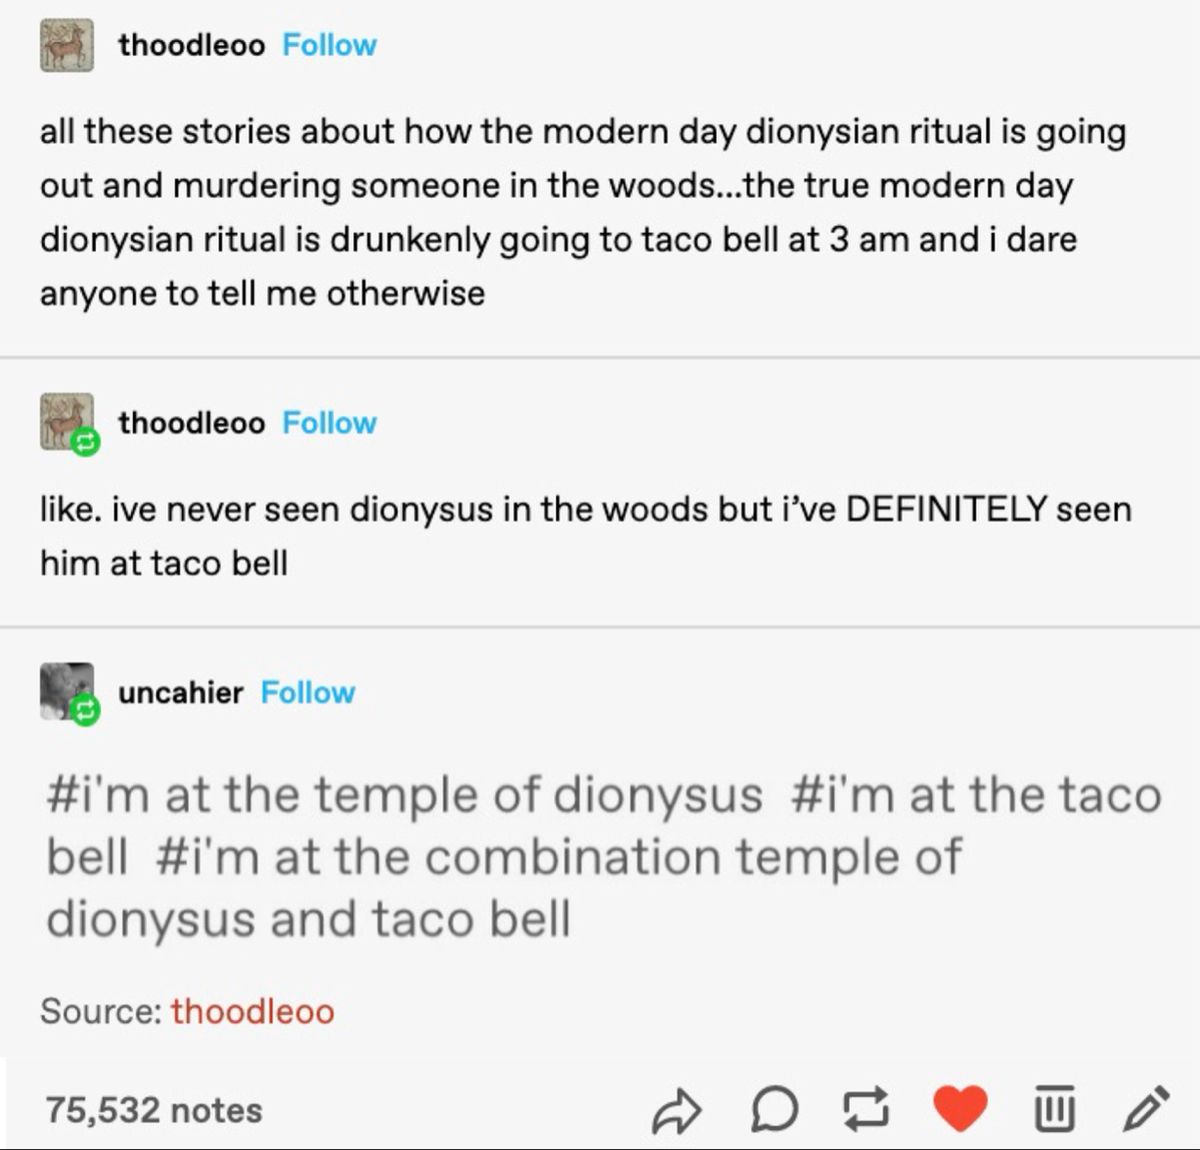 thoodleoo Follow
all these stories about how the modern day dionysian ritual is going
out and murdering someone in the woods...the true modern day
dionysian ritual is drunkenly going to taco bell at 3 am and i dare
anyone to tell me otherwise
thoodleoo Follow
like. ive never seen dionysus in the woods but i've DEFINITELY seen
him at taco bell
uncahier Follow
#i'm at the temple of dionysus #i'm at the taco
bell #i'm at the combination temple of
dionysus and taco bell
Source: thoodleoo
75,532 notes